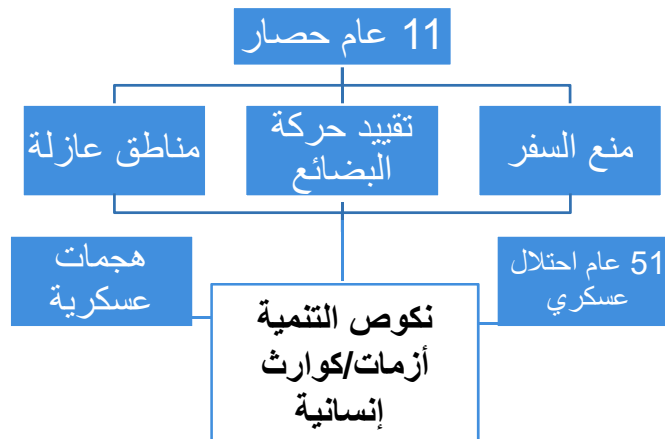 11 عام حصار
منع السفر
تقييد حركة
البضائع
مناطق عازلة
51 عام احتلال
عسكري
هجمات
عسكرية
نكوص التنمية
أزمات/كوارث
إنسانية